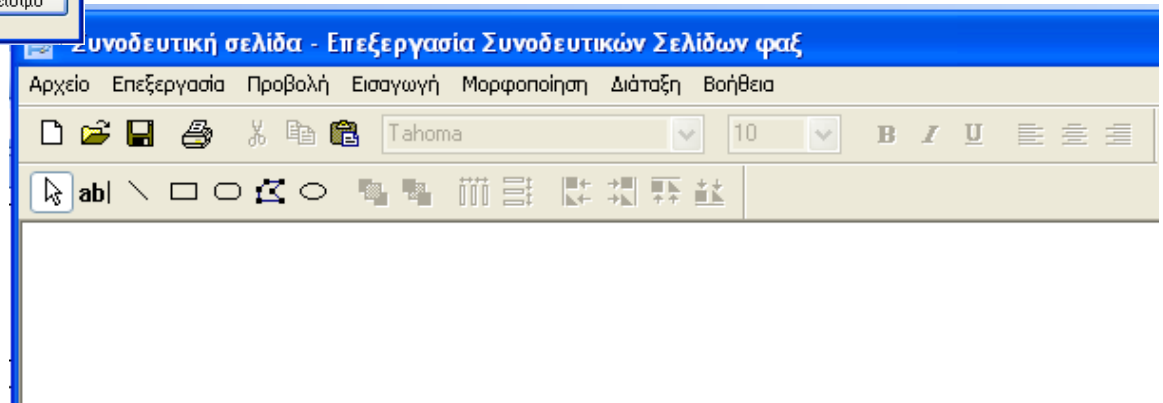 Συνοδευτική σελίδα - Επεξεργασία Συνοδευτικών Σελίδων φαξ
Αρχείο Επεξεργασία Προβολή Εισαγωγή Μορφοποίηση Διάταξη Βοήθεια
Tahoma 10 B I U
ab|